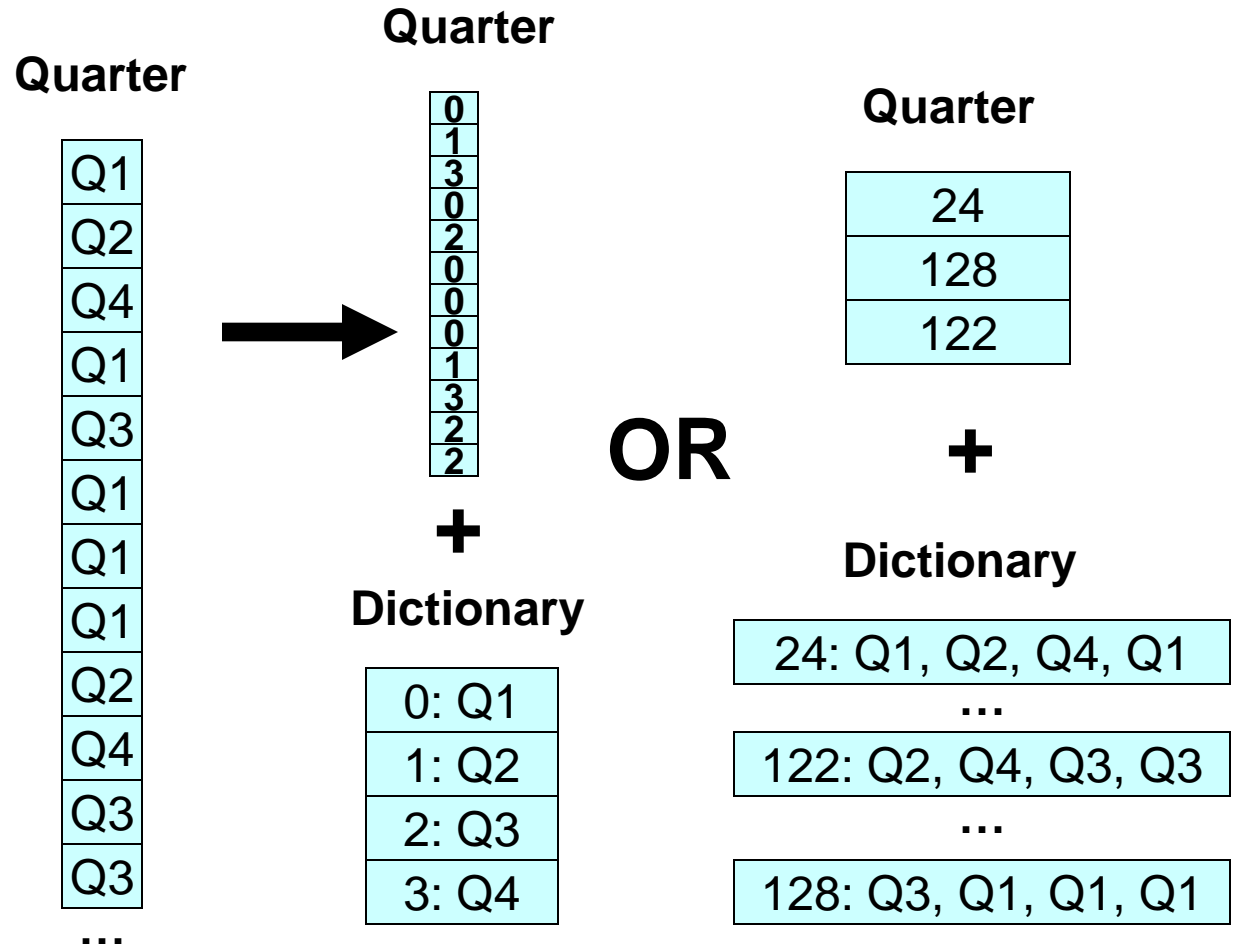 Quarter
Q1
Q2
Q4
Q1
Q3
Q1
Q1
Q1
Q2
Q4
Q3
Q3
...
Quarter
0
1
3
0
2
0
0
0
1
3
2
2
+
Dictionary
0: Q1
1: Q2
2: Q3
3: Q4
OR
Quarter
24
128
122
+
Dictionary
24: Q1, Q2, Q4, Q1
...
122: Q2, Q4, Q3, Q3
...
128: Q3, Q1, Q1, Q1